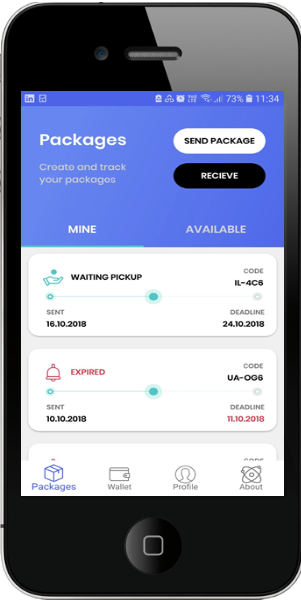 in
73% 11:34
Packages
SEND PACKAGE
Create and track
your packages
RECIEVE
MINE
AVAILABLE
WAITING PICKUP
CODE
IL-4C6
SENT
DEADLINE
16.10.2018
24.10.2018
EXPIRED
CODE
UA-OG6
SENT
DEADLINE
10.10.2018
11.10.2018
CODE
Packages
Wallet
Profile
About